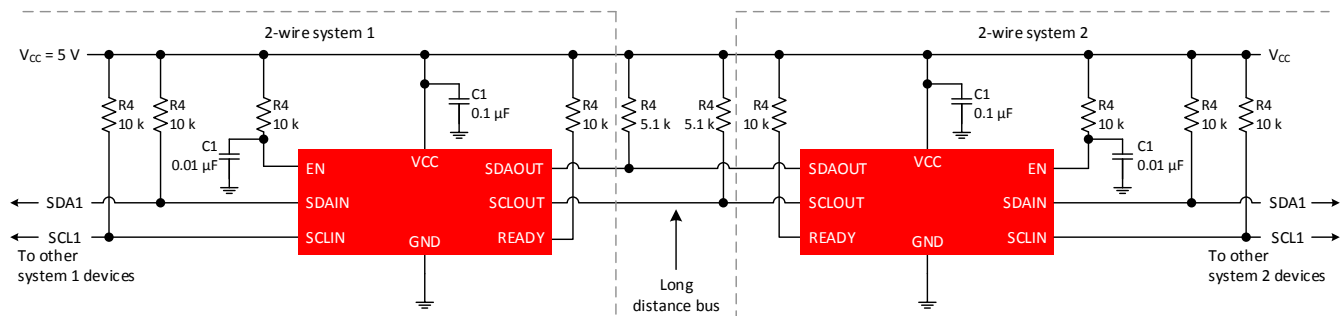 2-wire system 1
2-wire system 2
V_CC = 5 V
V_CC
R4
10 k
R4
10 k
R4
10 k
C1
0.1 µF
R4
10 k
R4
5.1 k
R4
5.1 k
R4
10 k
C1
0.1 µF
R4
10 k
R4
10 k
R4
10 k
C1
0.01 µF
C1
0.01 µF
EN
VCC
SDAOUT
SDAIN
SCLOUT
SCLIN
GND
READY
SDAOUT
VCC
EN
SCLOUT
SDAIN
READY
GND
SCLIN
SDA1
SCL1
To other
system 1 devices
Long
distance bus
SDA1
SCL1
To other
system 2 devices